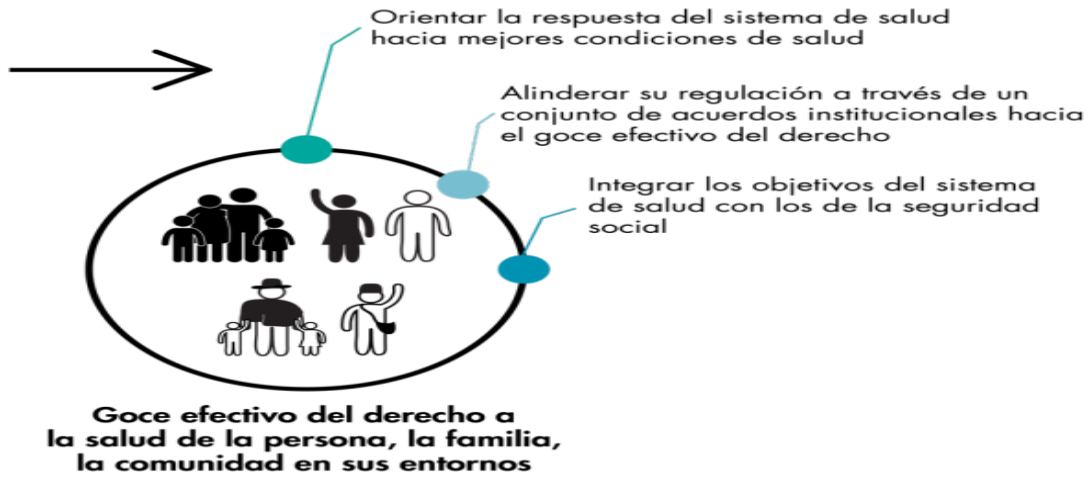 Orientar la respuesta del sistema de salud
hacia mejores condiciones de salud
Alinderar su regulación a través de un
conjunto de acuerdos institucionales hacia
el goce efectivo del derecho
Integrar los objetivos del sistema
de salud con los de la seguridad
social
Goce efectivo del derecho a
la salud de la persona, la familia,
la comunidad en sus entornos